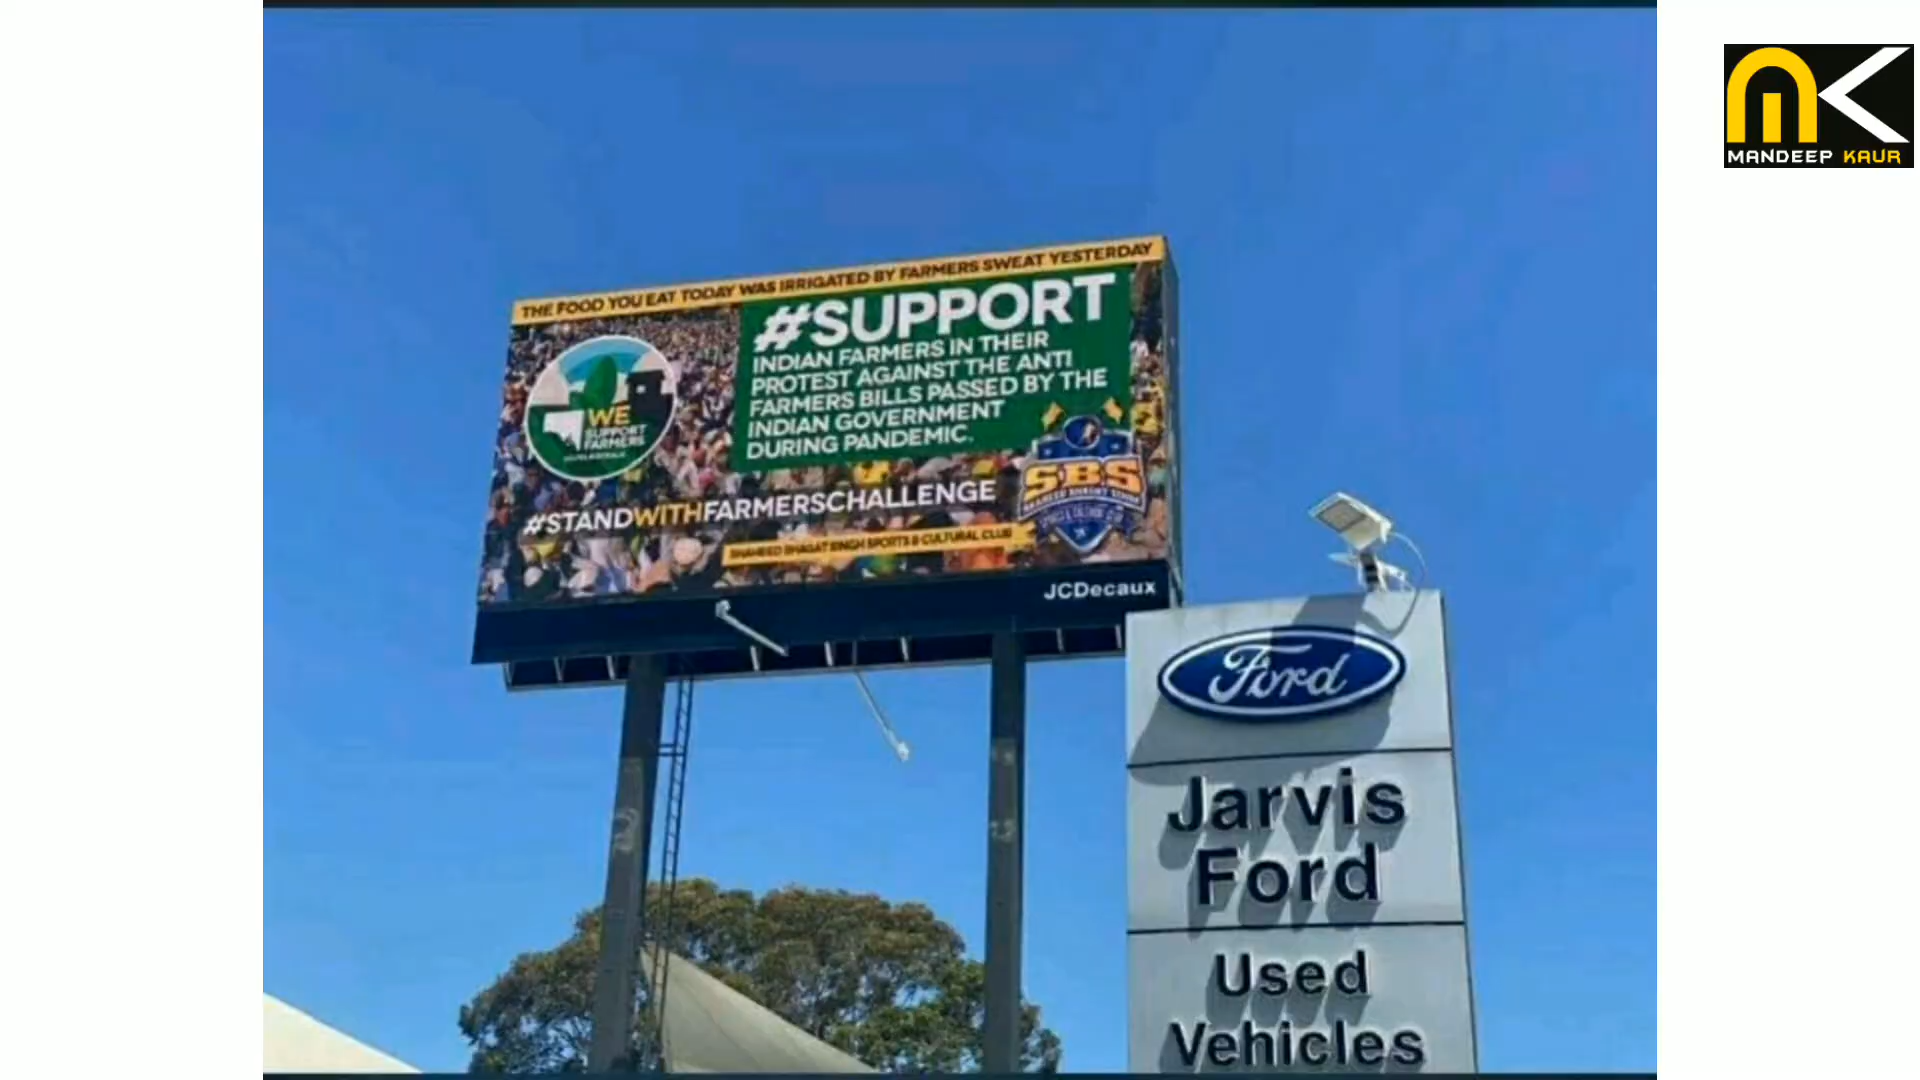 MANDEEP KAUR
THE FOOD YOU EAT TODAY WAS IRRIGATED BY FARMERS SWEAT YESTERDAY
#SUPPORT
INDIAN FARMERS IN THEIR
PROTEST AGAINST THE ANTI
FARMERS BILLS PASSED BY THE
INDIAN GOVERNMENT
DURING PANDEMIC.
WE
SUPPORT
FARMERS
SBS
#STANDWITHFARMERSCHALLENGE
SHAHEED BHAGAT SINGH SPORTS & CULTURAL CLUB
JCDecaux
Ford
Jarvis
Ford
Used
Vehicles